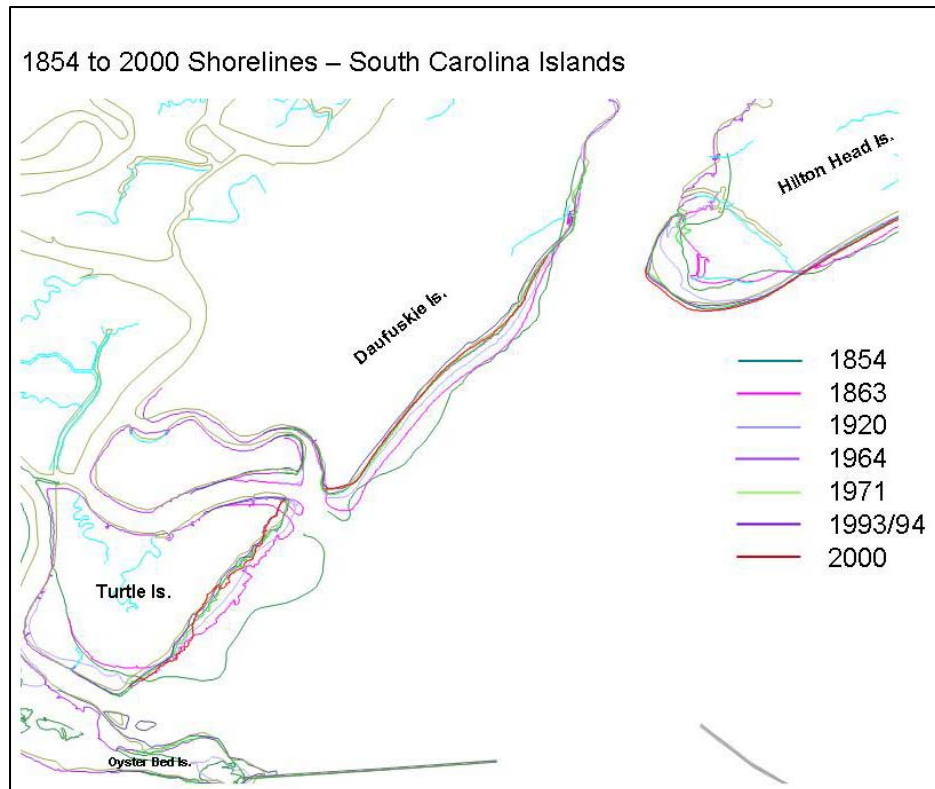 1854 to 2000 Shorelines – South Carolina Islands
Hilton Head Is.
Daufuskie Is.
1854
1863
1920
1964
1971
1993/94
2000
Turtle Is.
Oyster Bed Is.